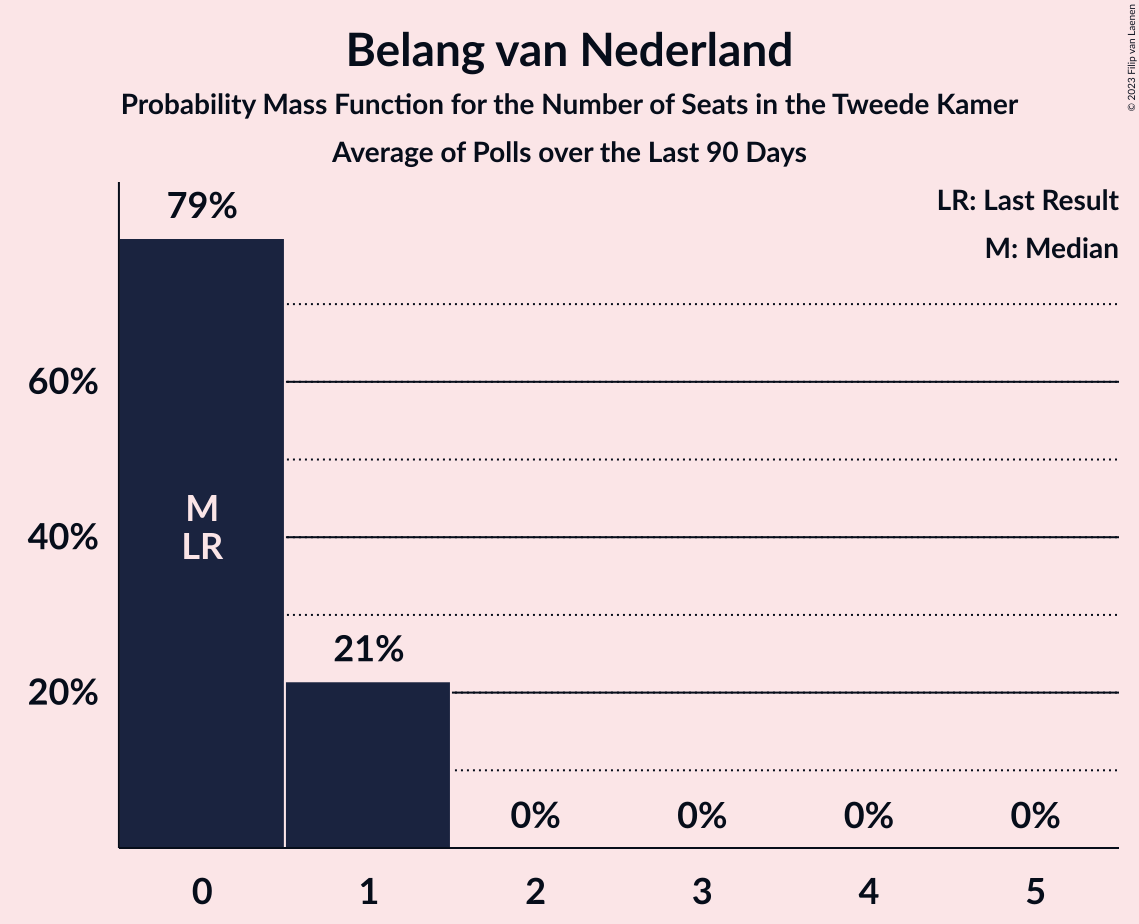 Belang van Nederland
Probability Mass Function for the Number of Seats in the Tweede Kamer
Average of Polls over the Last 90 Days
© 2023 Filip van Laenen
LR: Last Result
M: Median
79%
60%
M
40%
LR
21%
20%
0%
0%
0%
0%
0
1
2
3
4
5